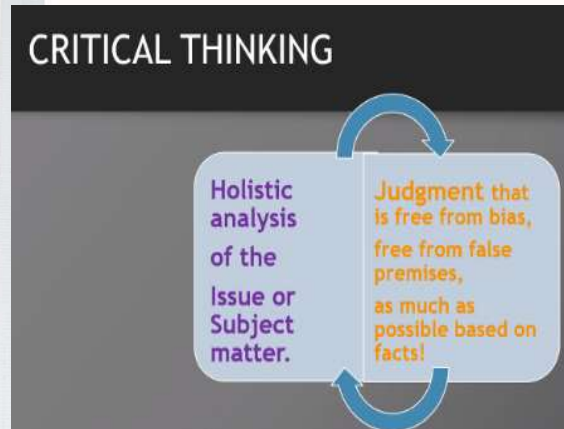 CRITICAL THINKING
Holistic
analysis
of the
Issue or
Subject
matter.
Judgment that
is free from bias,
free from false
premises,
as much as
possible based on
facts!